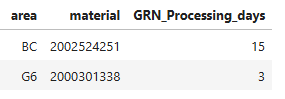 area material GRN_Processing_days
BC 2002524251 15
G6 2000301338 3